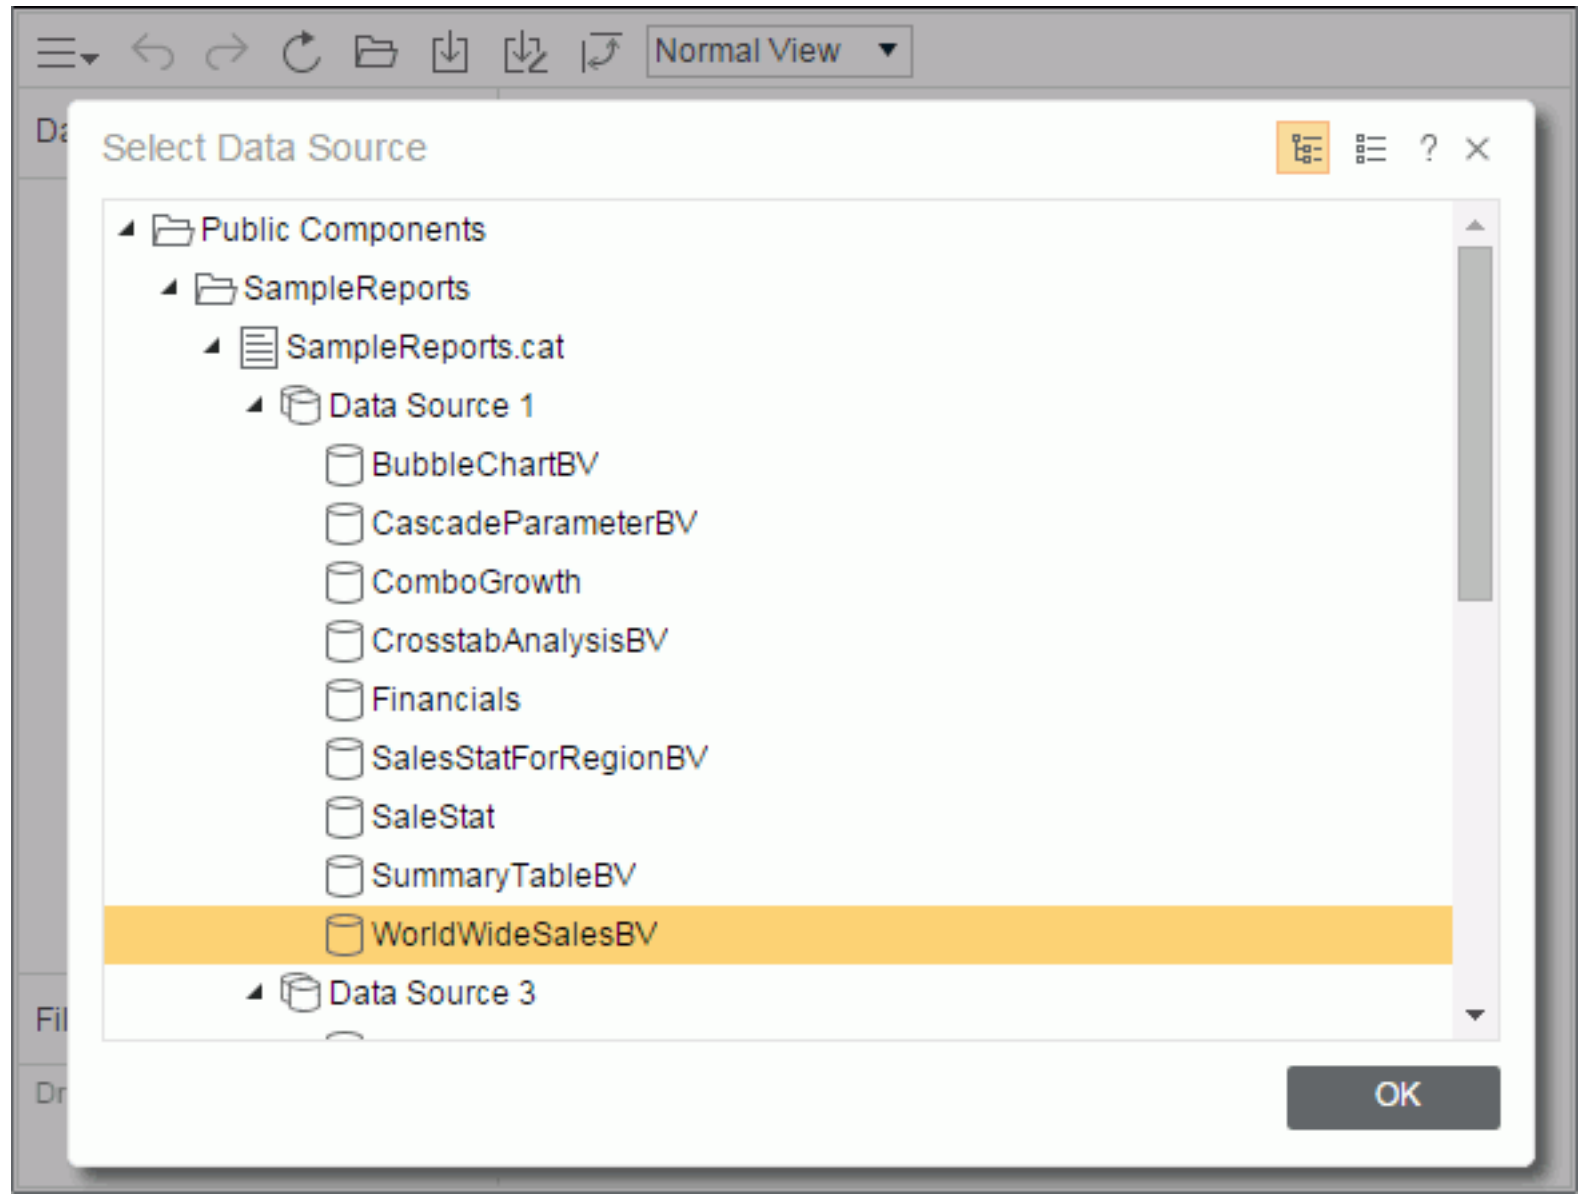 Normal View
Select Data Source
?
Public Components
SampleReports
SampleReports.cat
Data Source 1
BubbleChartBV
CascadeParameterBV
ComboGrowth
CrosstabAnalysisBV
Financials
SalesStatForRegionBV
SaleStat
SummaryTableBV
WorldWideSalesBV
Data Source 3
OK